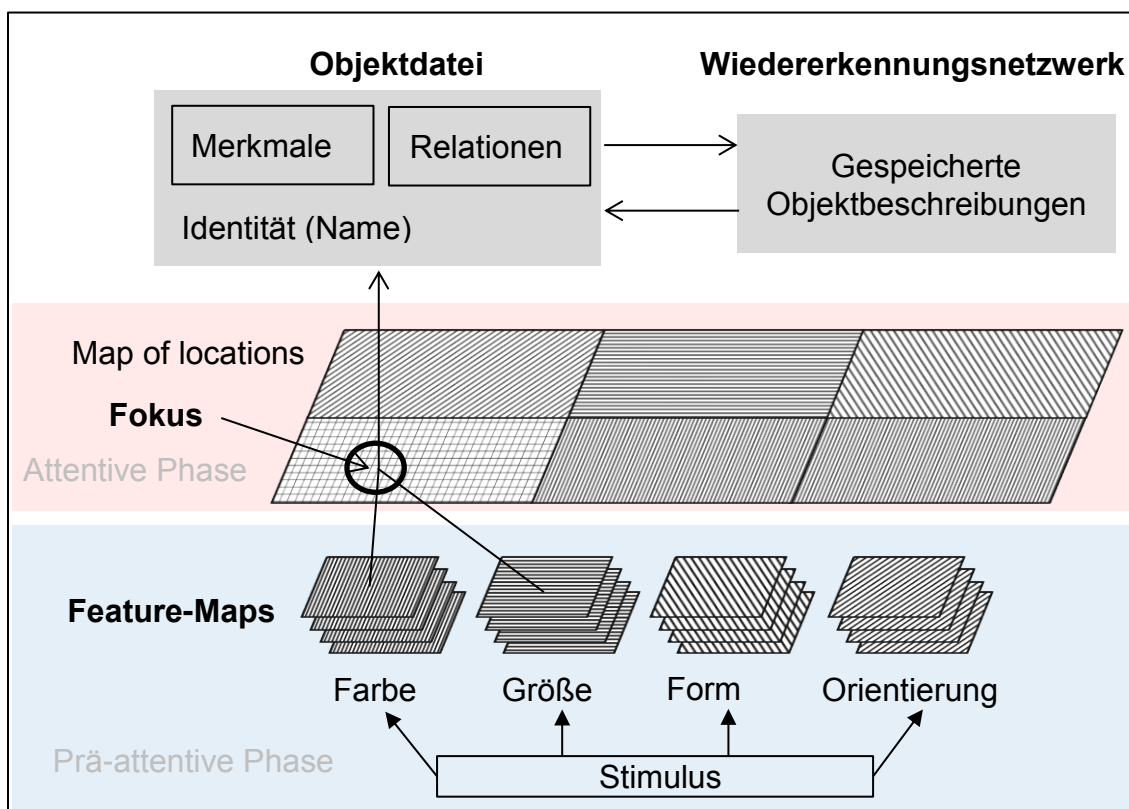 Objektdatei
Wiedererkennungsnetzwerk
Merkmale
Relationen
Identität (Name)
Gespeicherte
Objektbeschreibungen
Map of locations
Fokus
Attentive Phase
Feature-Maps
Farbe
Größe
Form
Orientierung
Prä-attentive Phase
Stimulus